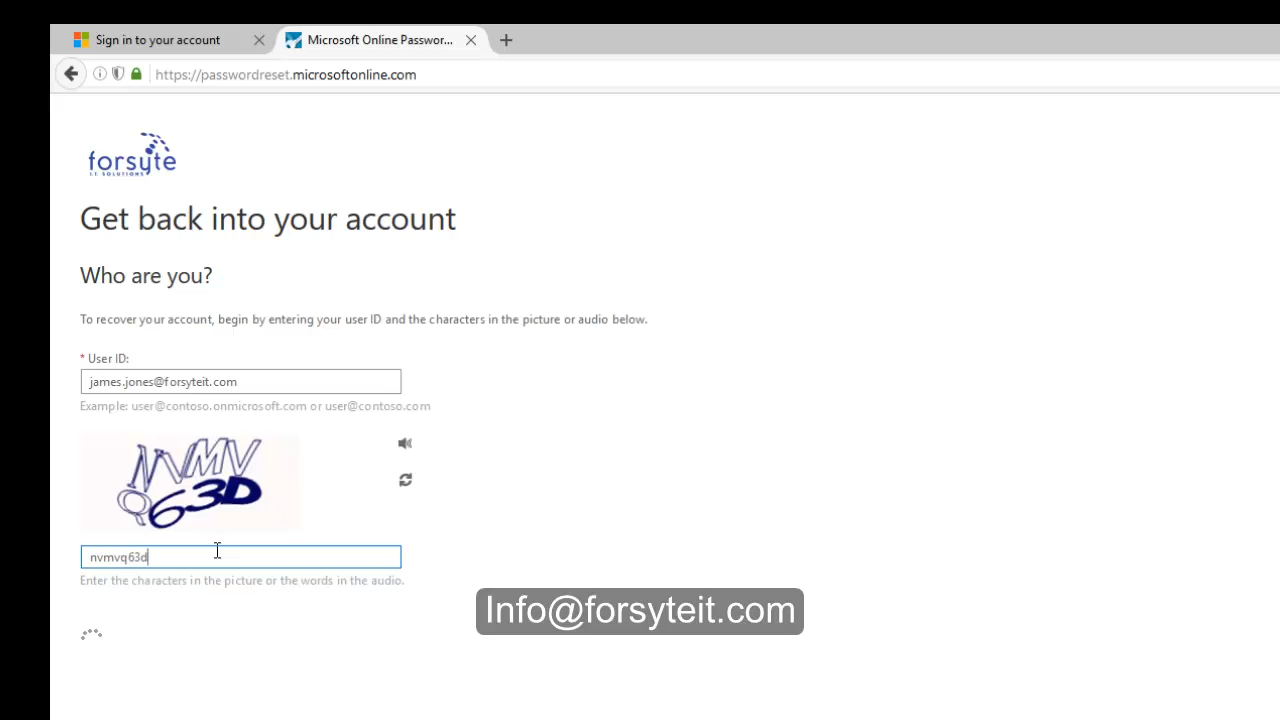 Sign in to your account
Microsoft Online Passwor...
https://passwordreset.microsoftonline.com
forsyte
I.T. SOLUTIONS
Get back into your account
Who are you?
To recover your account, begin by entering your user ID and the characters in the picture or audio below.
* User ID:
james.jones@forsyteit.com
Example: user@contoso.onmicrosoft.com or user@contoso.com
NVMV
Q63D
nvmvq63d
Enter the characters in the picture or the words in the audio.
Info@forsyteit.com